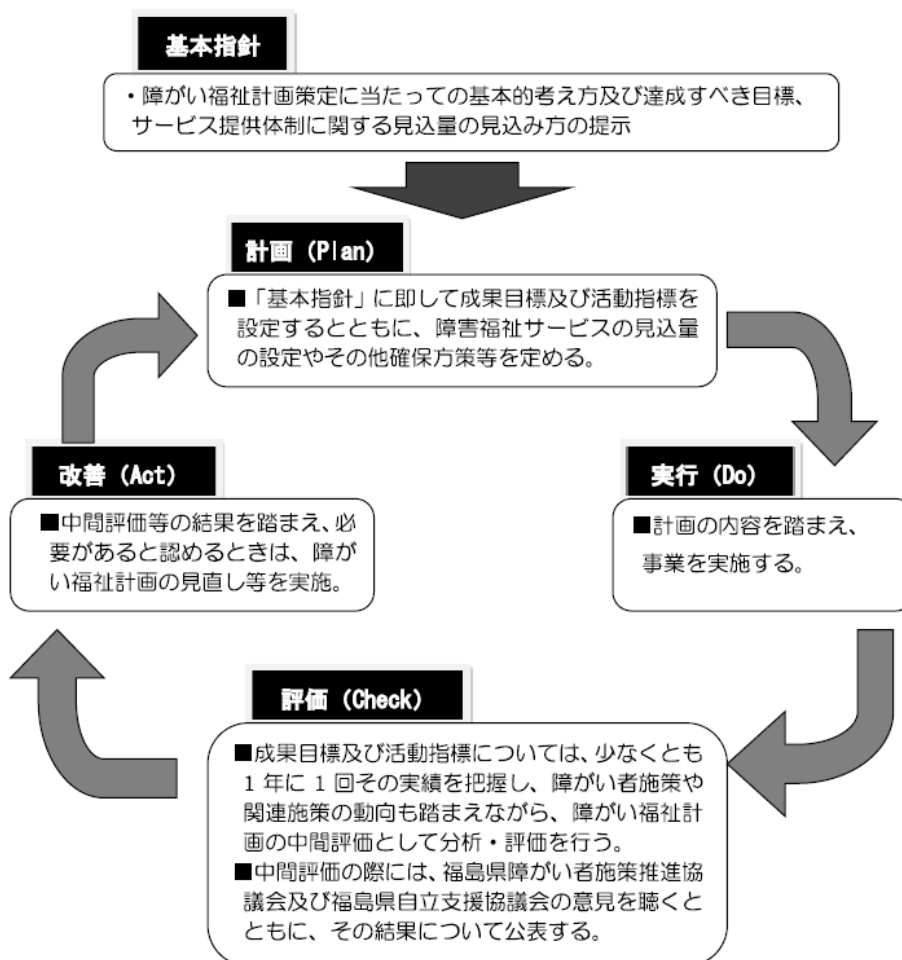 基本指針
・障がい福祉計画策定に当たっての基本的考え方及び達成すべき目標、
サービス提供体制に関する見込量の見込み方の提示
計画（Plan）
■「基本指針」に即して成果目標及び活動指標を
設定するとともに、障害福祉サービスの見込量
の設定やその他確保方策等を定める。
改善（Act）
■中間評価等の結果を踏まえ、必
要があると認めるときは、障が
い福祉計画の見直し等を実施。
実行（Do）
■計画の内容を踏まえ、
事業を実施する。
評価（Check）
■成果目標及び活動指標については、少なくとも
1年に1回その実績を把握し、障がい者施策や
関連施策の動向も踏まえながら、障がい福祉計
画の中間評価として分析・評価を行う。
■中間評価の際には、福島県障がい者施策推進協
議会及び福島県自立支援協議会の意見を聴くと
ともに、その結果について公表する。